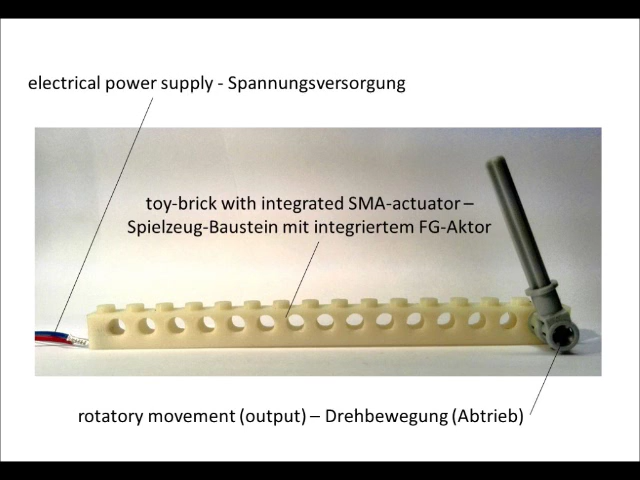 electrical power supply - Spannungsversorgung
toy-brick with integrated SMA-actuator –
Spielzeug-Baustein mit integriertem FG-Aktor
rotatory movement (output) – Drehbewegung (Abtrieb)